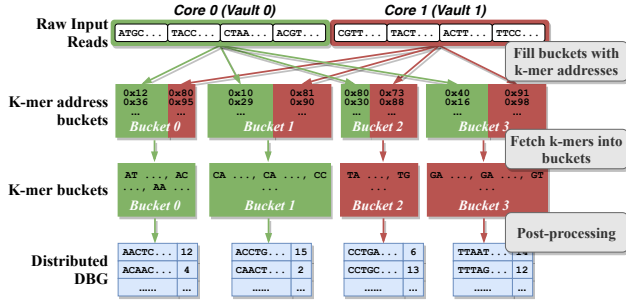 Core 0 (Vault 0) Core 1 (Vault 1)
Raw Input Reads
ATGC... TACC... CTAA... ACGT... CGTT... TACT... ACTT... TTCC...
Fill buckets with k-mer addresses
K-mer address buckets
0x12 0x80 0x10 0x81 0x80 0x73 0x40 0x91
0x36 0x95 0x29 0x90 0x30 0x88 0x16 0x98
... ... ... ... ... ... ... ...
Bucket 0 Bucket 1 Bucket 2 Bucket 3
Fetch k-mers into buckets
K-mer buckets
AT ..., AC CA ..., CA ..., CC TA ..., TG GA ..., GA ..., GT
..., AA ... ... ... ...
Bucket 0 Bucket 1 Bucket 2 Bucket 3
Post-processing
Distributed DBG
AACTC... 12 ACCTG... 15 CCTGA... 6 TTAAT...
ACAAC... 4 CAACT... 2 CCTGC... 13 TTTAG... 12
...... ... ...... ... ...... ... ...... ...